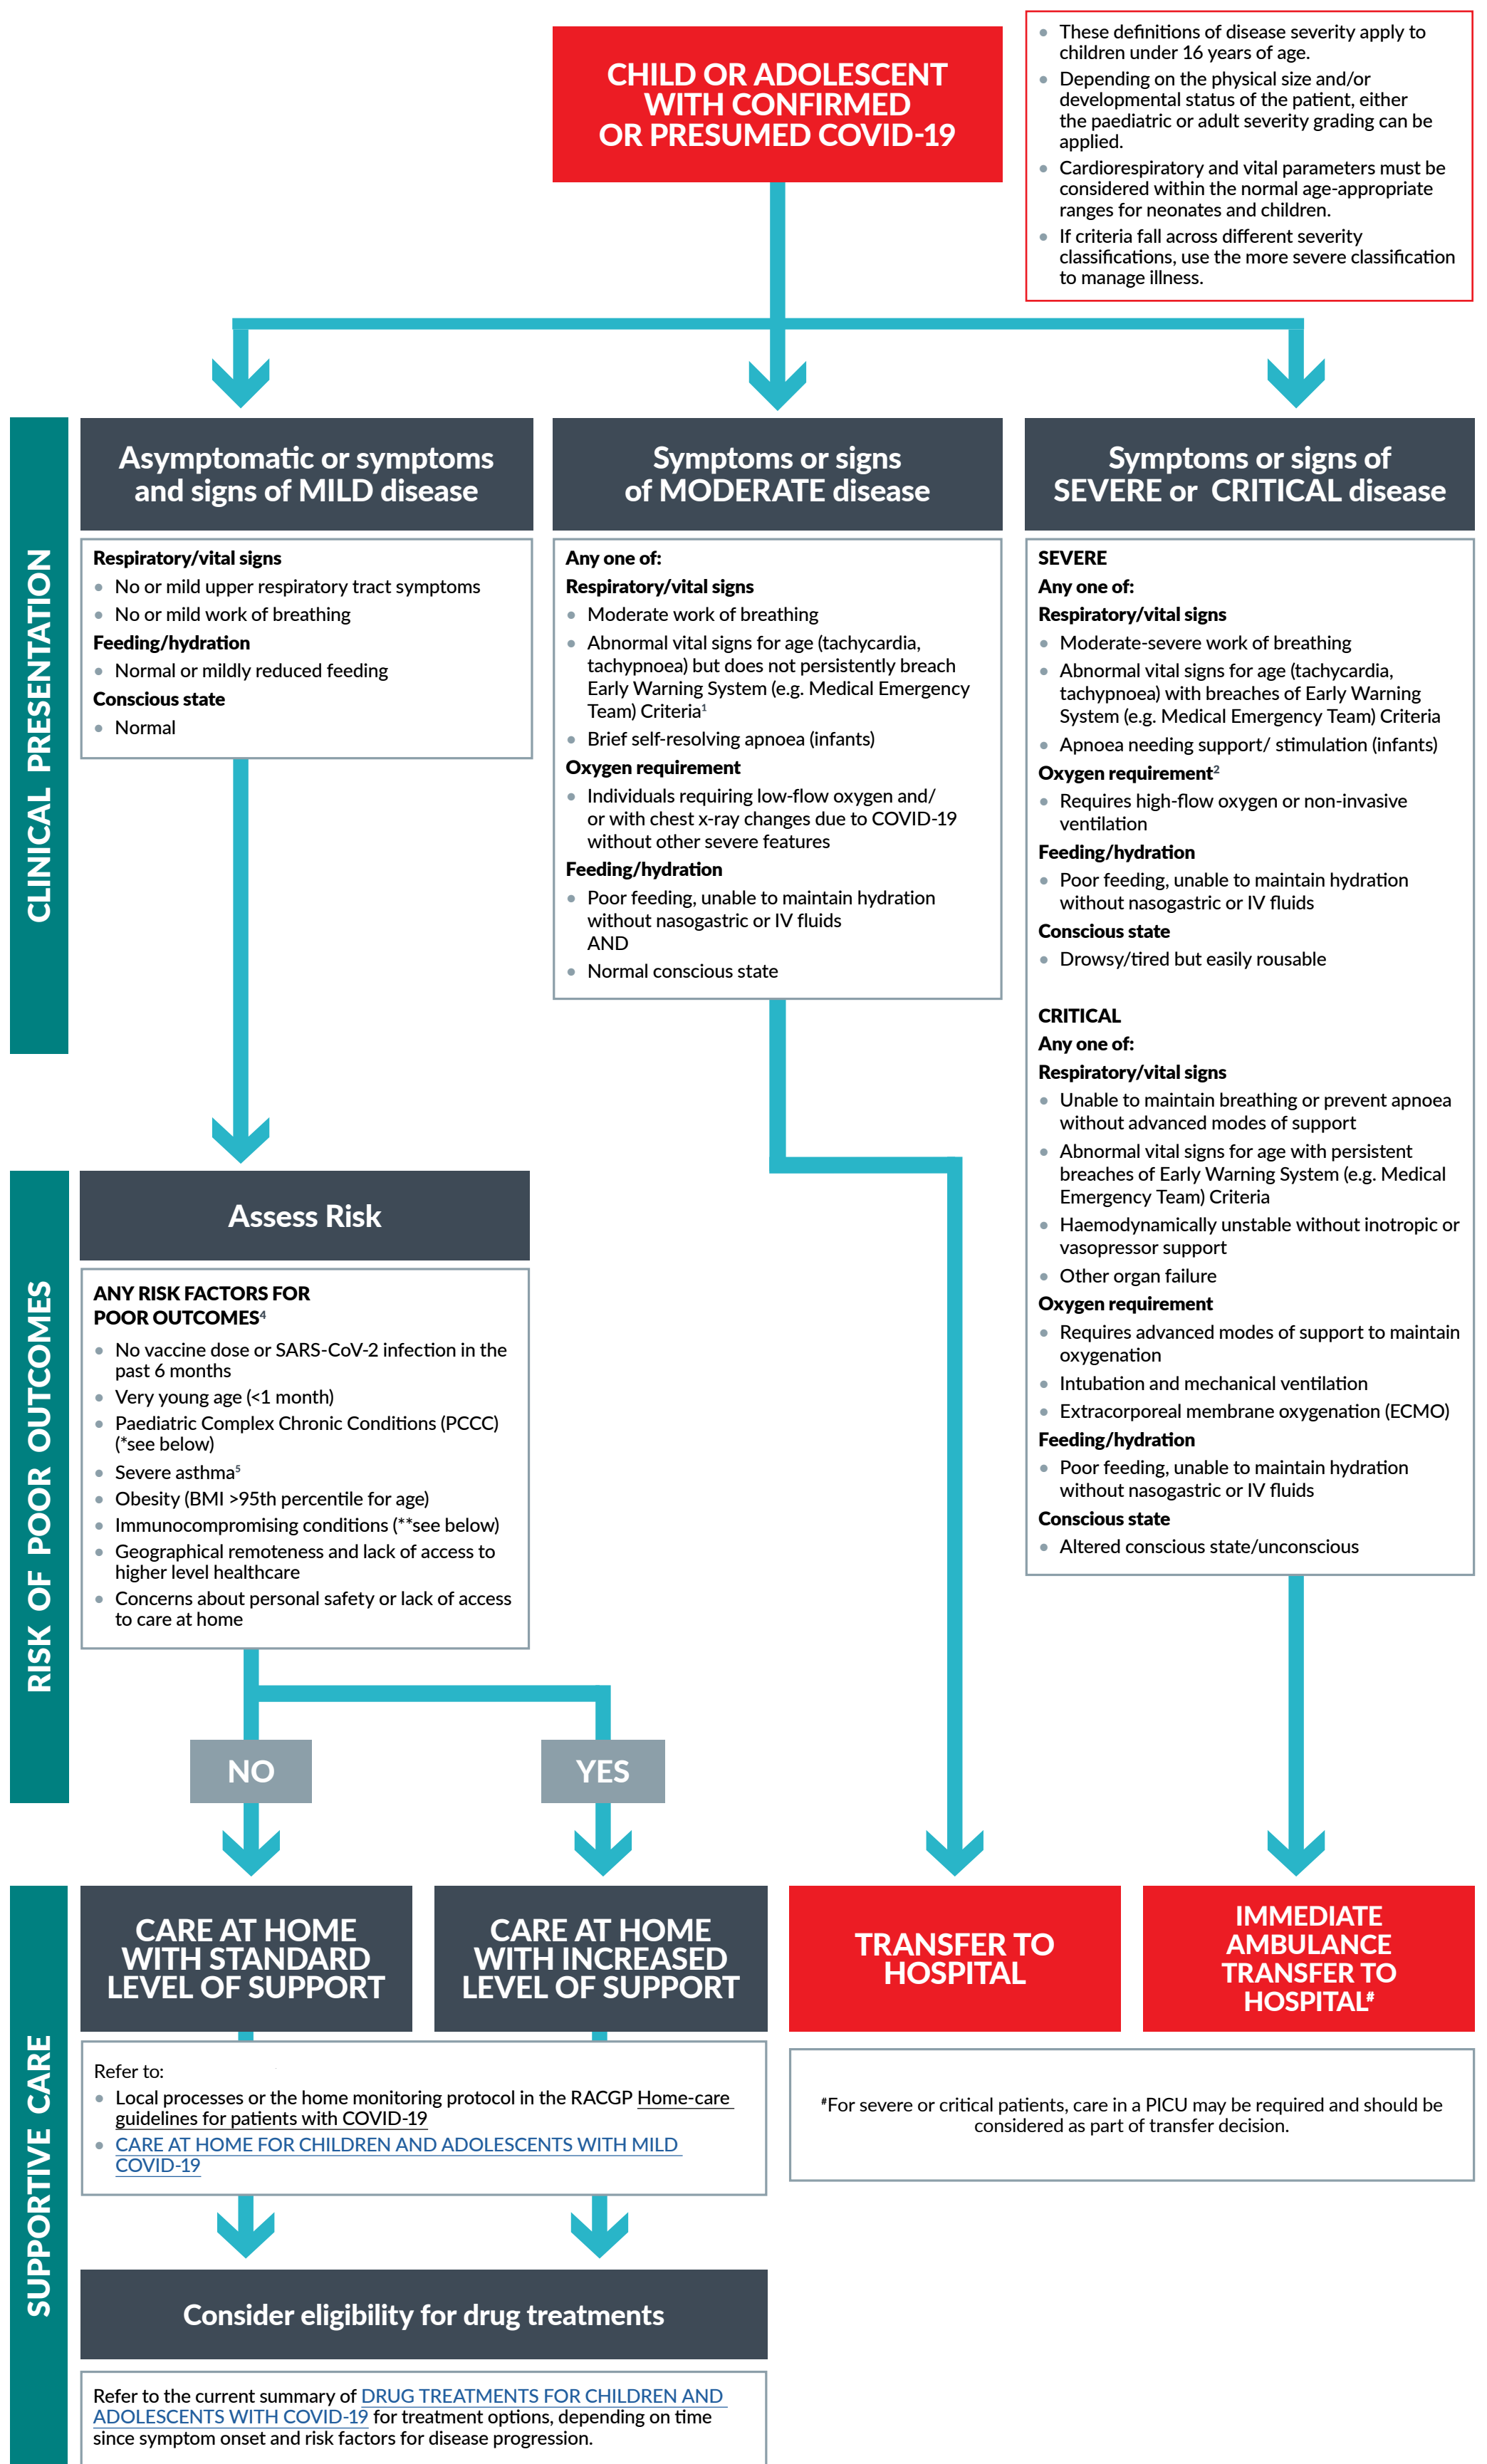 CHILD OR ADOLESCENT
WITH CONFIRMED
OR PRESUMED COVID-19
• These definitions of disease severity apply to
children under 16 years of age.
• Depending on the physical size and/or
developmental status of the patient, either
the paediatric or adult severity grading can be
applied.
• Cardiorespiratory and vital parameters must be
considered within the normal age-appropriate
ranges for neonates and children.
• If criteria fall across different severity
classifications, use the more severe classification
to manage illness.
CLINICAL PRESENTATION
Asymptomatic or symptoms
and signs of MILD disease
Respiratory/vital signs
• No or mild upper respiratory tract symptoms
• No or mild work of breathing
Feeding/hydration
• Normal or mildly reduced feeding
Conscious state
• Normal
Symptoms or signs
of MODERATE disease
Any one of:
Respiratory/vital signs
• Moderate work of breathing
• Abnormal vital signs for age (tachycardia,
tachypnoea) but does not persistently breach
Early Warning System (e.g. Medical Emergency
Team) Criteria¹
• Brief self-resolving apnoea (infants)
Oxygen requirement
• Individuals requiring low-flow oxygen and/
or with chest x-ray changes due to COVID-19
without other severe features
Feeding/hydration
• Poor feeding, unable to maintain hydration
without nasogastric or IV fluids
AND
• Normal conscious state
Symptoms or signs of
SEVERE or CRITICAL disease
SEVERE
Any one of:
Respiratory/vital signs
• Moderate-severe work of breathing
• Abnormal vital signs for age (tachycardia,
tachypnoea) with breaches of Early Warning
System (e.g. Medical Emergency Team) Criteria
• Apnoea needing support/ stimulation (infants)
Oxygen requirement²
• Requires high-flow oxygen or non-invasive
ventilation
Feeding/hydration
• Poor feeding, unable to maintain hydration
without nasogastric or IV fluids
Conscious state
• Drowsy/tired but easily rousable
CRITICAL
Any one of:
Respiratory/vital signs
• Unable to maintain breathing or prevent apnoea
without advanced modes of support
• Abnormal vital signs for age with persistent
breaches of Early Warning System (e.g. Medical
Emergency Team) Criteria
• Haemodynamically unstable without inotropic or
vasopressor support
• Other organ failure
Oxygen requirement
• Requires advanced modes of support to maintain
oxygenation
• Intubation and mechanical ventilation
• Extracorporeal membrane oxygenation (ECMO)
Feeding/hydration
• Poor feeding, unable to maintain hydration
without nasogastric or IV fluids
Conscious state
• Altered conscious state/unconscious
RISK OF POOR OUTCOMES
Assess Risk
ANY RISK FACTORS FOR
POOR OUTCOMES⁴
• No vaccine dose or SARS-CoV-2 infection in the
past 6 months
• Very young age (<1 month)
• Paediatric Complex Chronic Conditions (PCCC)
(*see below)
• Severe asthma⁵
• Obesity (BMI >95th percentile for age)
• Immunocompromising conditions (**see below)
• Geographical remoteness and lack of access to
higher level healthcare
• Concerns about personal safety or lack of access
to care at home
NO
YES
SUPPORTIVE CARE
CARE AT HOME
WITH STANDARD
LEVEL OF SUPPORT
CARE AT HOME
WITH INCREASED
LEVEL OF SUPPORT
TRANSFER TO
HOSPITAL
IMMEDIATE
AMBULANCE
TRANSFER TO
HOSPITAL#
Refer to:
• Local processes or the home monitoring protocol in the RACGP Home-care
guidelines for patients with COVID-19
• CARE AT HOME FOR CHILDREN AND ADOLESCENTS WITH MILD
COVID-19
#For severe or critical patients, care in a PICU may be required and should be
considered as part of transfer decision.
Consider eligibility for drug treatments
Refer to the current summary of DRUG TREATMENTS FOR CHILDREN AND
ADOLESCENTS WITH COVID-19 for treatment options, depending on time
since symptom onset and risk factors for disease progression.